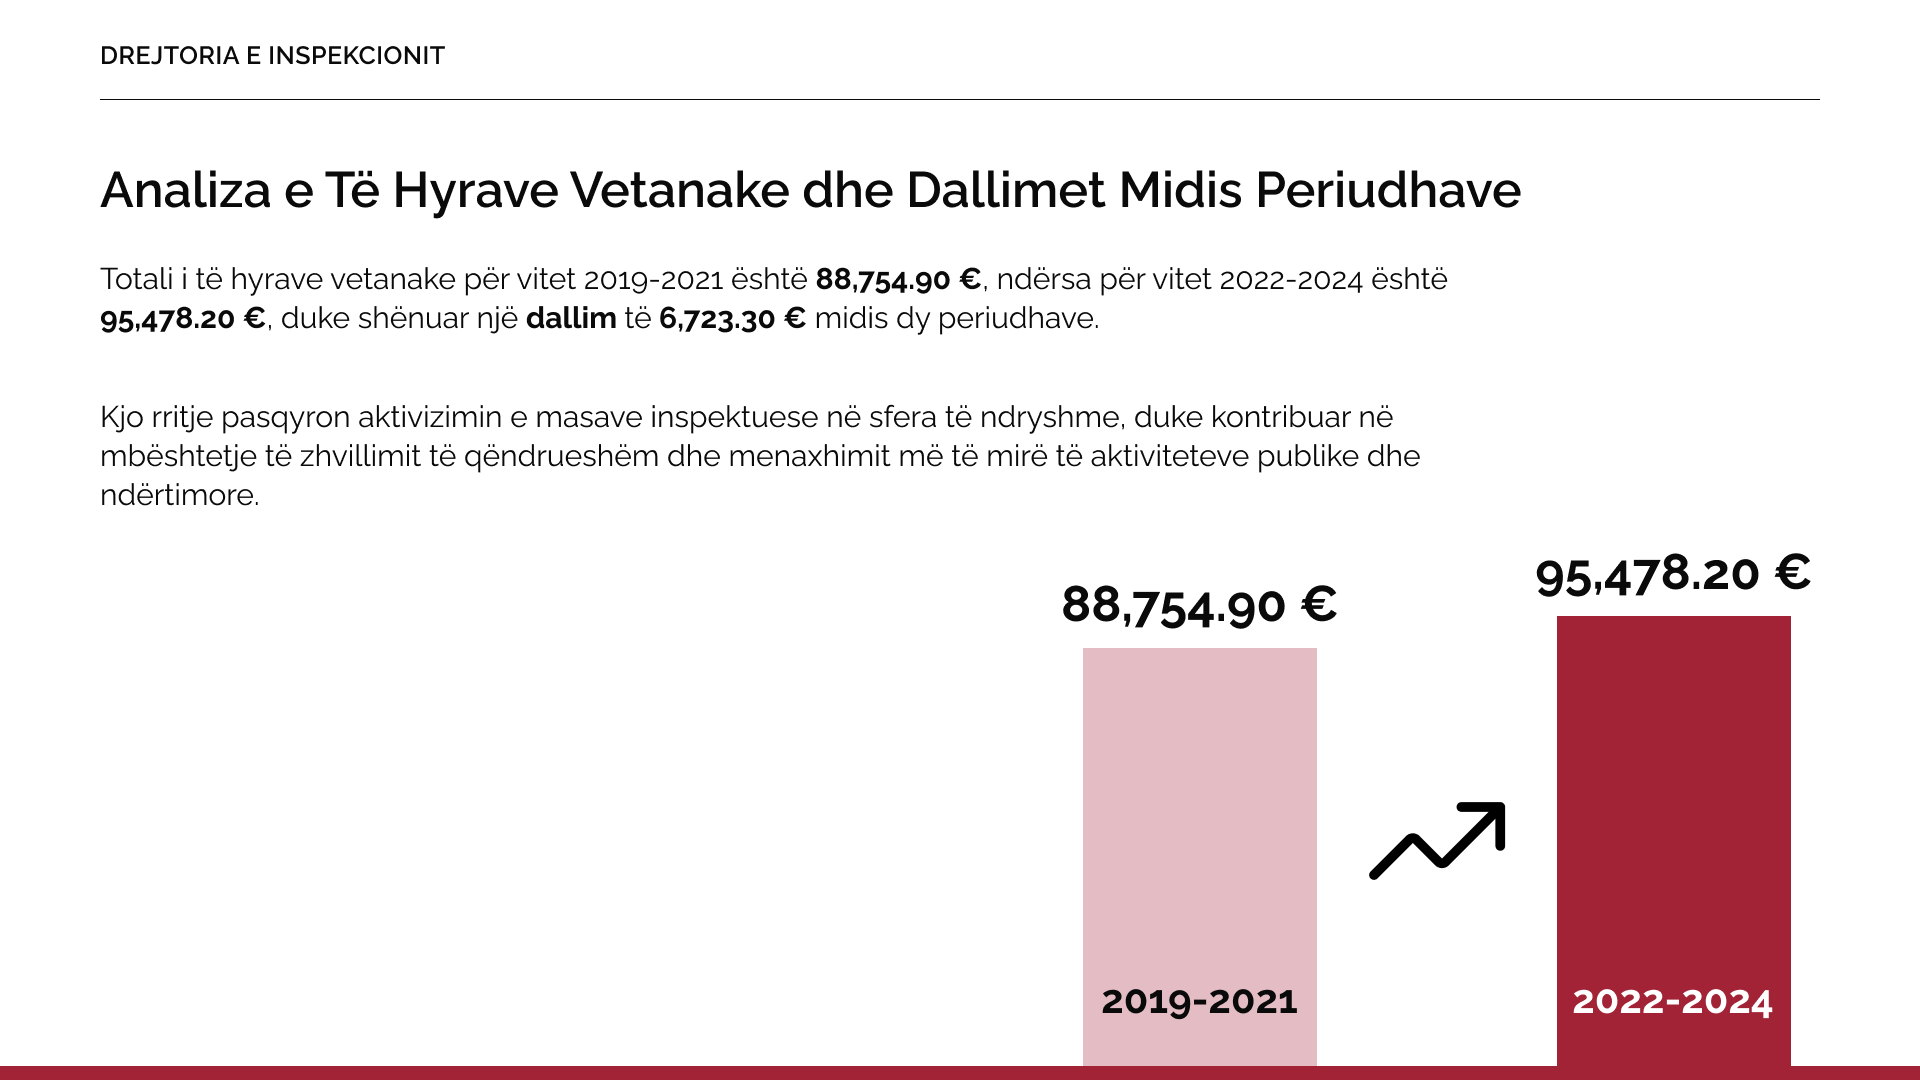 DREJTORIA E INSPEKCIONIT
Analiza e Të Hyrave Vetanake dhe Dallimet Midis Periudhave
Totali i të hyrave vetanake për vitet 2019-2021 është 88,754.90 €, ndërsa për vitet 2022-2024 është
95,478.20 €, duke shënuar një dallim të 6,723.30 € midis dy periudhave.
Kjo rritje pasqyron aktivizimin e masave inspektuese në sfera të ndryshme, duke kontribuar në
mbështetje të zhvillimit të qëndrueshëm dhe menaxhimit më të mirë të aktiviteteve publike dhe
ndërtimore.
88,754.90 €
95,478.20 €
2019-2021
2022-2024